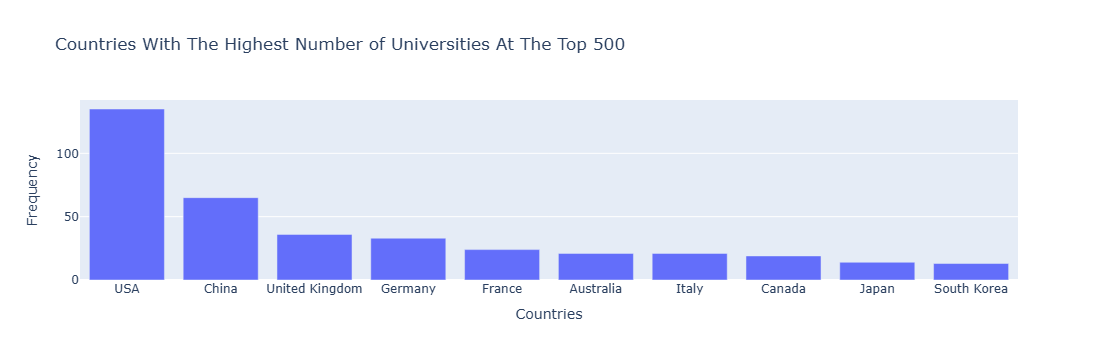 Countries With The Highest Number of Universities At The Top 500
Frequency
100
50
0
USA China United Kingdom Germany France Australia Italy Canada Japan South Korea
Countries